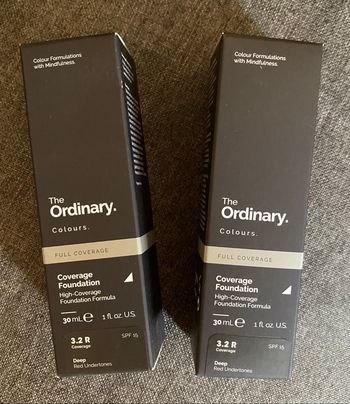 Colour Formulations
with Mindfulness.
The
Ordinary.
Colours.
FULL COVERAGE
Coverage
Foundation
High-Coverage
Foundation Formula
30 mL ℮ 1 fl. oz. U.S.
3.2 R
Coverage
SPF 15
Deep
Red Undertones
Colour Formulations
with Mindfulness.
The
Ordinary.
Colours.
FULL COVERAGE
Coverage
Foundation
High-Coverage
Foundation Formula
30 mL ℮ 1 fl. oz. U.S.
3.2 R
Coverage
SPF 15
Deep
Red Undertones